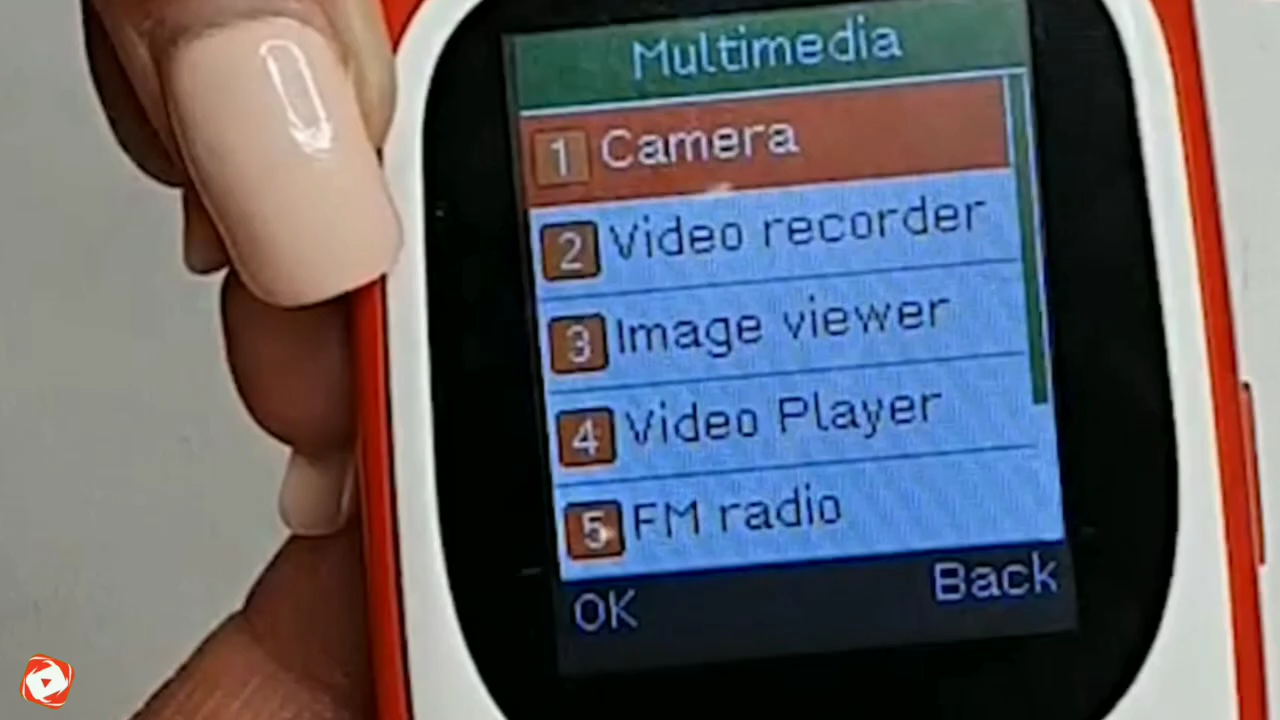 Multimedia
1 Camera
2 Video recorder
3 Image viewer
4 Video Player
5 FM radio
OK Back